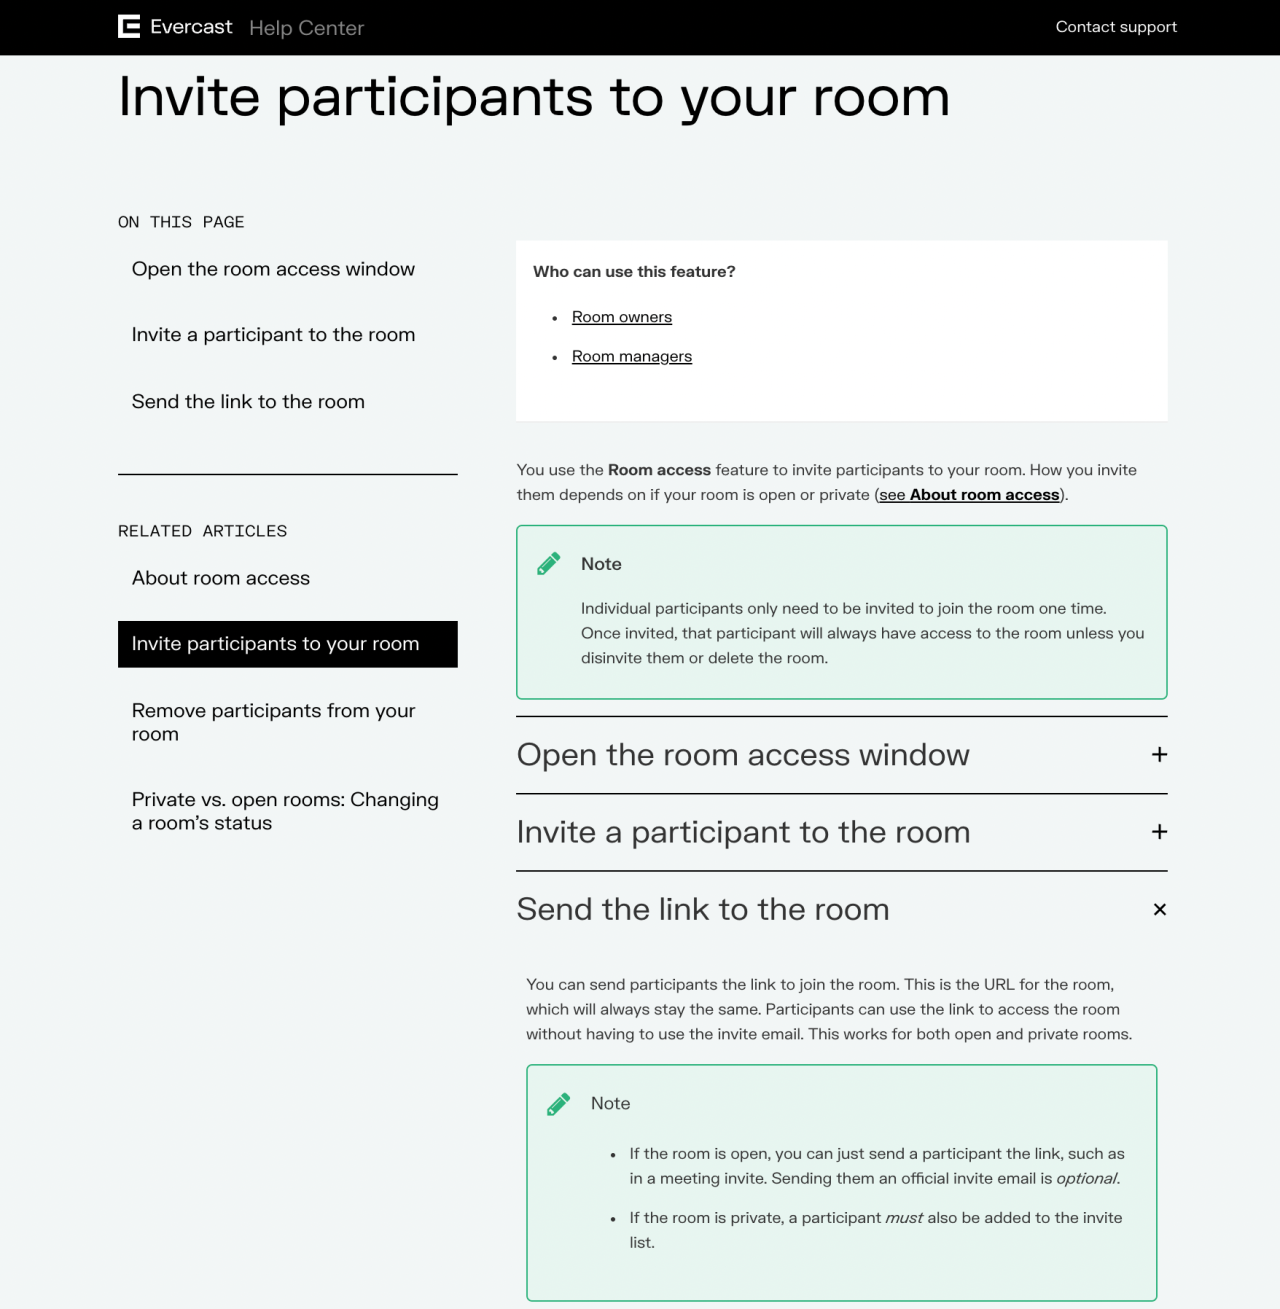 Evercast Help Center
Contact support
Invite participants to your room
ON THIS PAGE
Open the room access window
Invite a participant to the room
Send the link to the room
RELATED ARTICLES
About room access
Invite participants to your room
Remove participants from your
room
Private vs. open rooms: Changing
a room’s status
Who can use this feature?
• Room owners
• Room managers
You use the Room access feature to invite participants to your room. How you invite
them depends on if your room is open or private (see About room access).
Note
Individual participants only need to be invited to join the room one time.
Once invited, that participant will always have access to the room unless you
disinvite them or delete the room.
Open the room access window
Invite a participant to the room
Send the link to the room
You can send participants the link to join the room. This is the URL for the room,
which will always stay the same. Participants can use the link to access the room
without having to use the invite email. This works for both open and private rooms.
Note
• If the room is open, you can just send a participant the link, such as
in a meeting invite. Sending them an official invite email is optional.
• If the room is private, a participant must also be added to the invite
list.